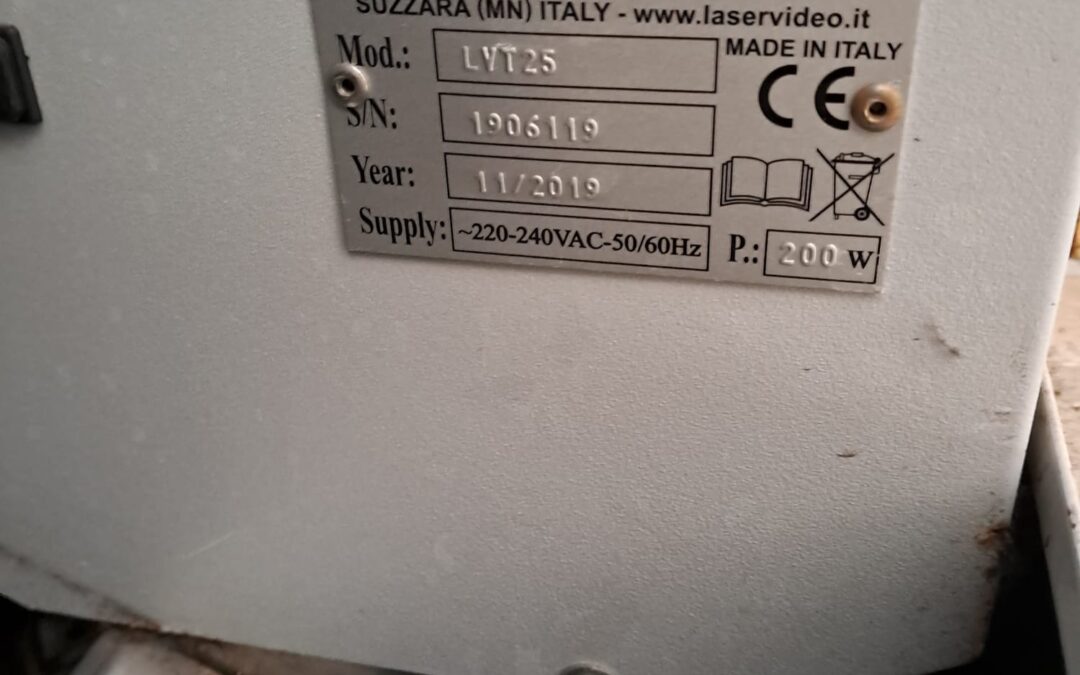 SUZZARA (MN) ITALY - www.laservideo.it
Mod.: LVT25 MADE IN ITALY
CE
S/N: 1906119
Year: 11/2019
Supply: ~220-240VAC-50/60Hz P.: 200 W